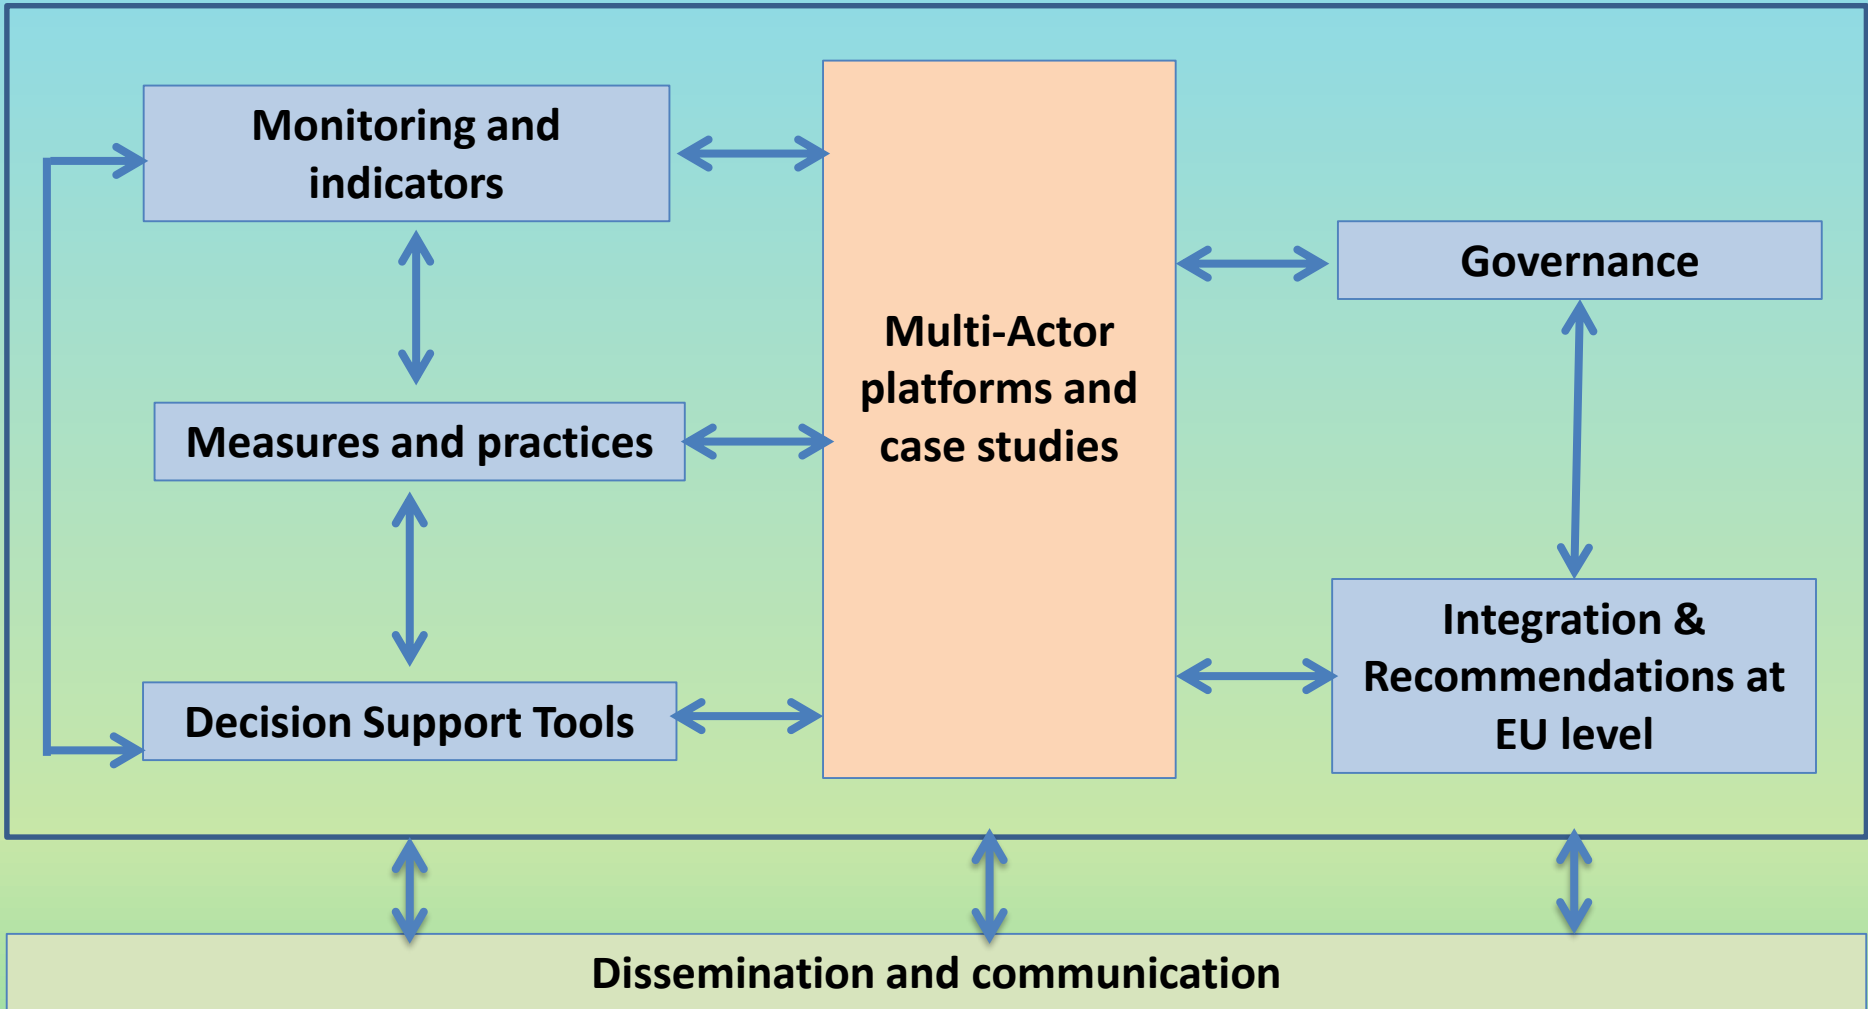 Monitoring and
indicators
Measures and practices
Decision Support Tools
Multi-Actor
platforms and
case studies
Governance
Integration &
Recommendations at
EU level
Dissemination and communication